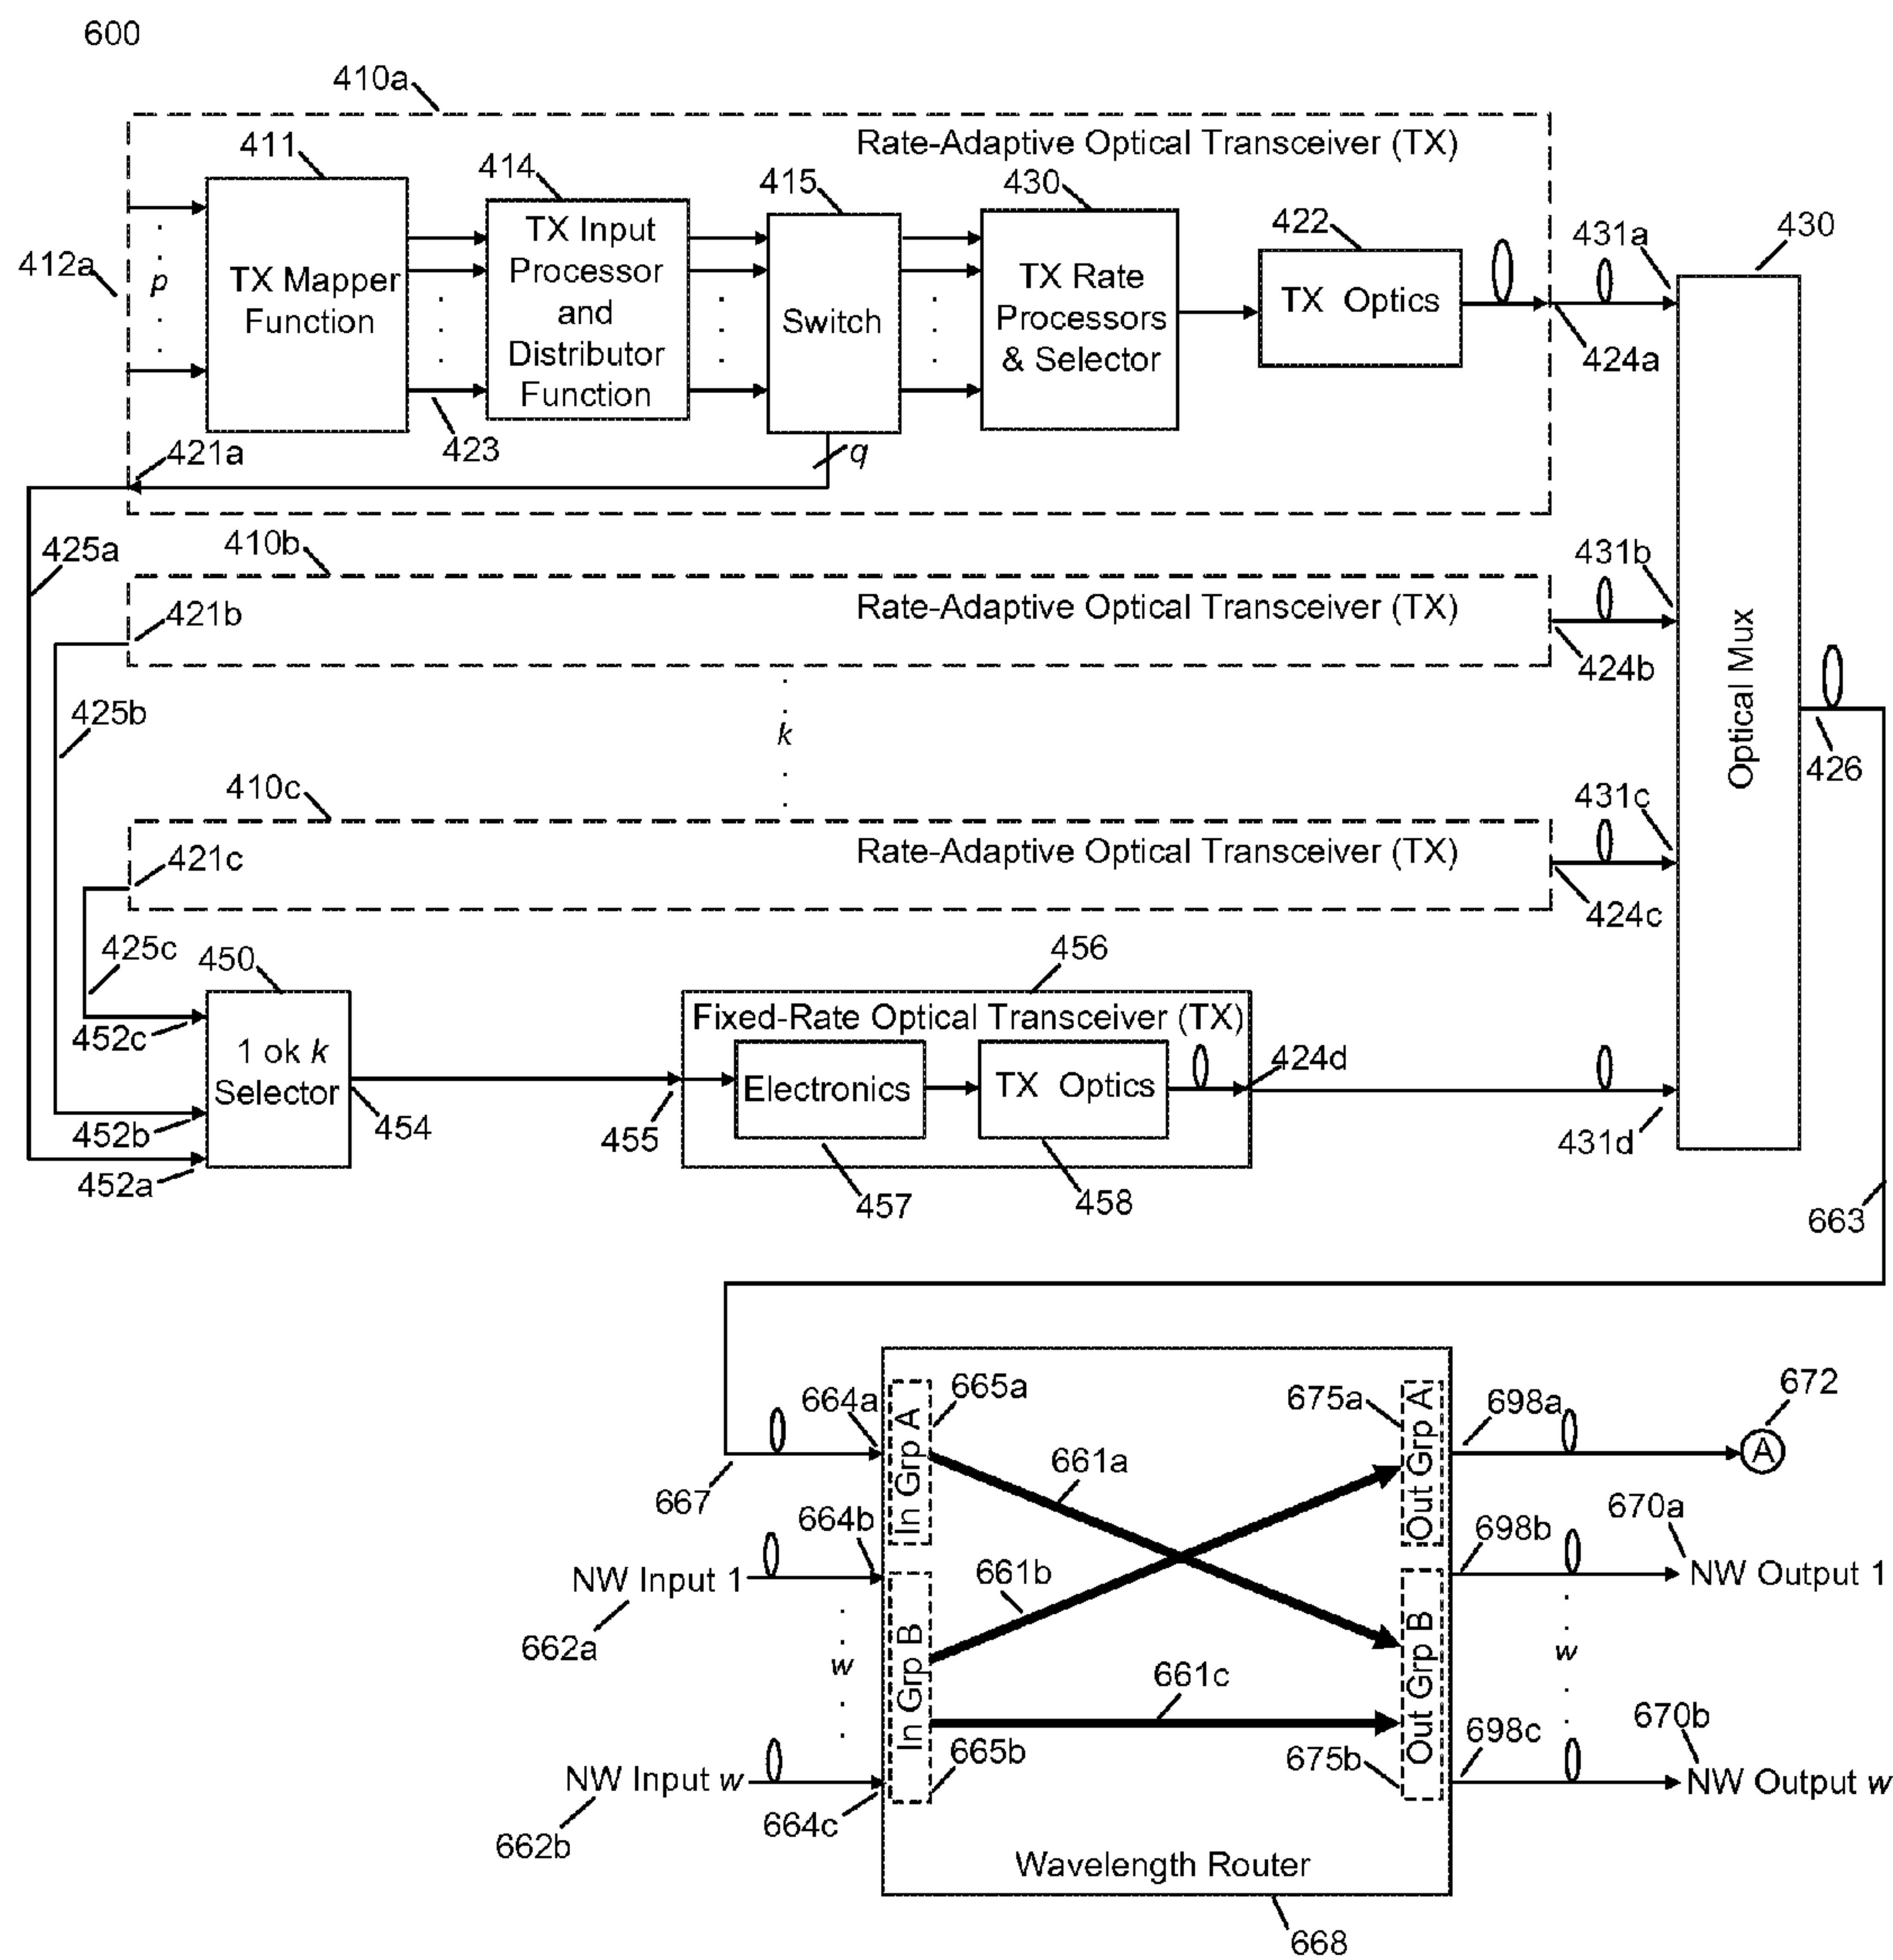 600
410a
Rate-Adaptive Optical Transceiver (TX)
411
414
415
430
422
431a
430
412a
p
TX Mapper
Function
TX Input
Processor
and
Distributor
Function
Switch
TX Rate
Processors
& Selector
TX Optics
424a
423
421a
q
425a
410b
431b
Rate-Adaptive Optical Transceiver (TX)
421b
424b
Optical Mux
425b
k
426
410c
431c
Rate-Adaptive Optical Transceiver (TX)
421c
424c
425c
450
456
Fixed-Rate Optical Transceiver (TX)
452c
1 ok k
Selector
Electronics
TX Optics
424d
452b
454
455
431d
452a
457
458
663
664a
665a
675a
698a
672
In Grp A
Out Grp A
A
661a
667
664b
698b
670a
NW Input 1
661b
NW Output 1
662a
w
In Grp B
Out Grp B
w
661c
665b
675b
698c
670b
NW Input w
NW Output w
664c
662b
Wavelength Router
668